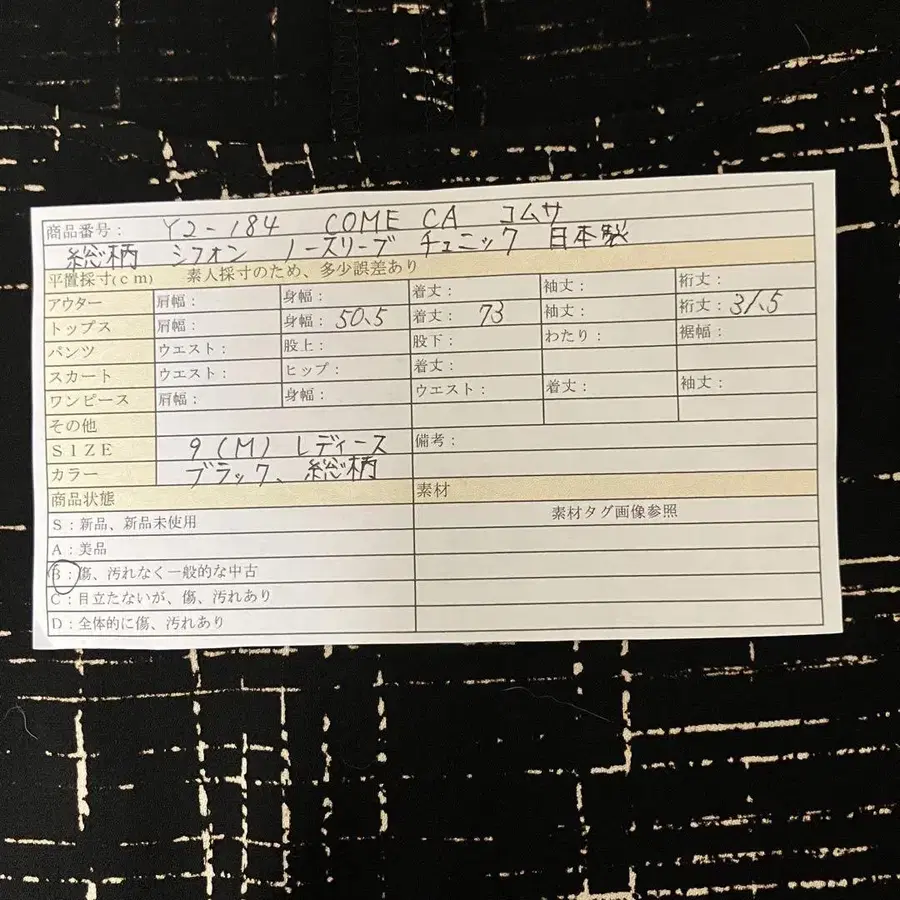 商品番号： Y2-184 COME CA コムサ
総柄 シフォン ノースリーブ チュニック 日本製
平置採寸(cm) 素人採寸のため、多少誤差あり
アウター 肩幅： 身幅： 着丈： 袖丈： 裄丈：
トップス 肩幅： 身幅： 50.5 着丈： 73 袖丈： 裄丈： 31.5
パンツ ウエスト： 股上： 股下： わたり： 裾幅：
スカート ウエスト： ヒップ： 着丈：
ワンピース 肩幅： 身幅： ウエスト： 着丈： 袖丈：
その他
SIZE 9 (M) レディース 備考：
カラー ブラック、総柄
商品状態 素材
S：新品、新品未使用 素材タグ画像参照
A：美品
B：傷、汚れなく一般的な中古
C：目立たないが、傷、汚れあり
D：全体的に傷、汚れあり